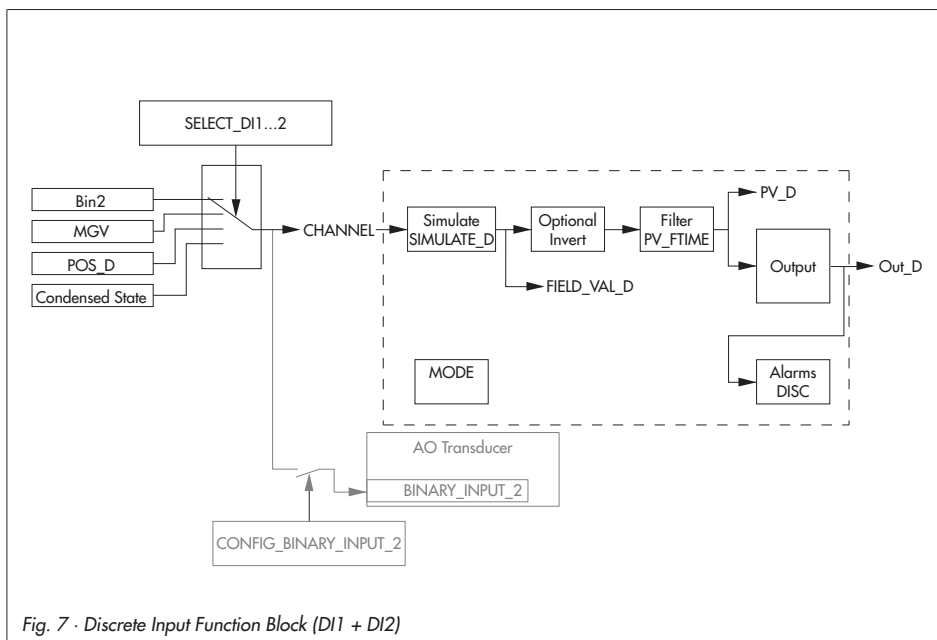 SELECT_DI1...2
Bin2
MGV
POS_D
Condensed State
CHANNEL
Simulate
SIMULATE_D
Optional
Invert
Filter
PV_FTIME
PV_D
Output
Out_D
FIELD_VAL_D
MODE
Alarms
DISC
AO Transducer
BINARY_INPUT_2
CONFIG_BINARY_INPUT_2
Fig. 7 · Discrete Input Function Block (DI1 + DI2)